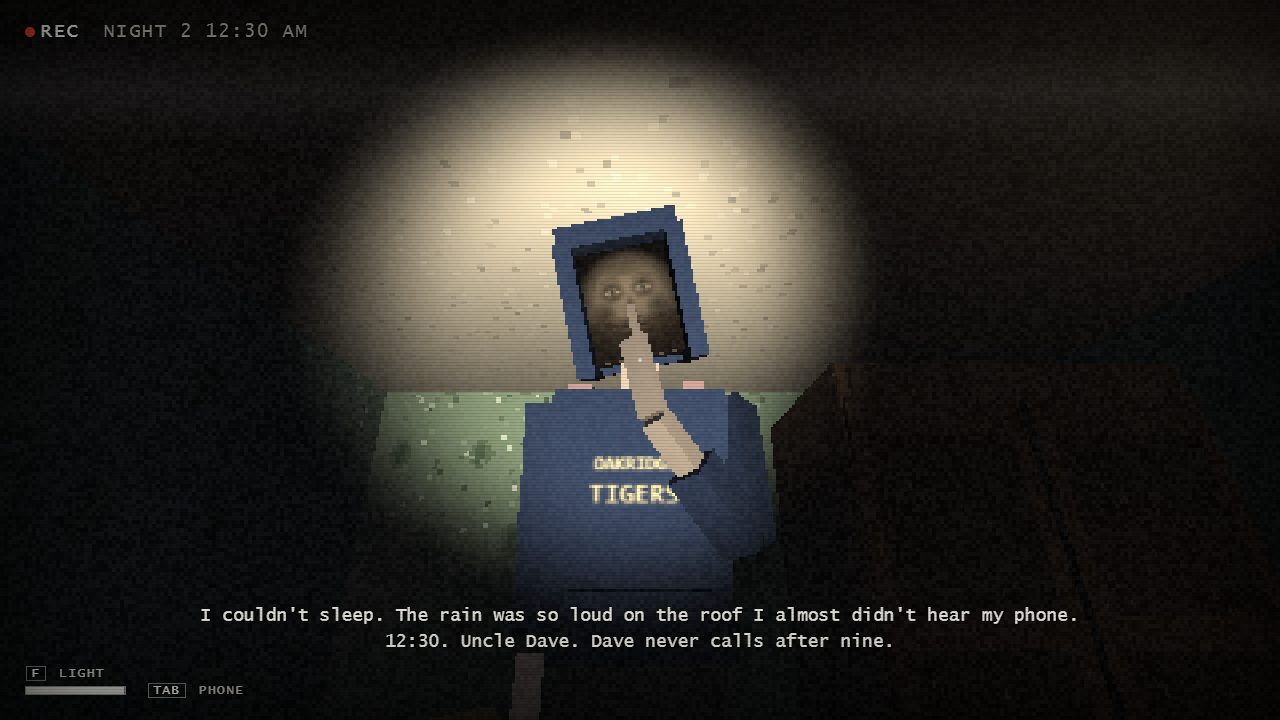 REC NIGHT 2 12:30 AM
TIGERS
I couldn't sleep. The rain was so loud on the roof I almost didn't hear my phone.
12:30. Uncle Dave. Dave never calls after nine.
F LIGHT
TAB PHONE